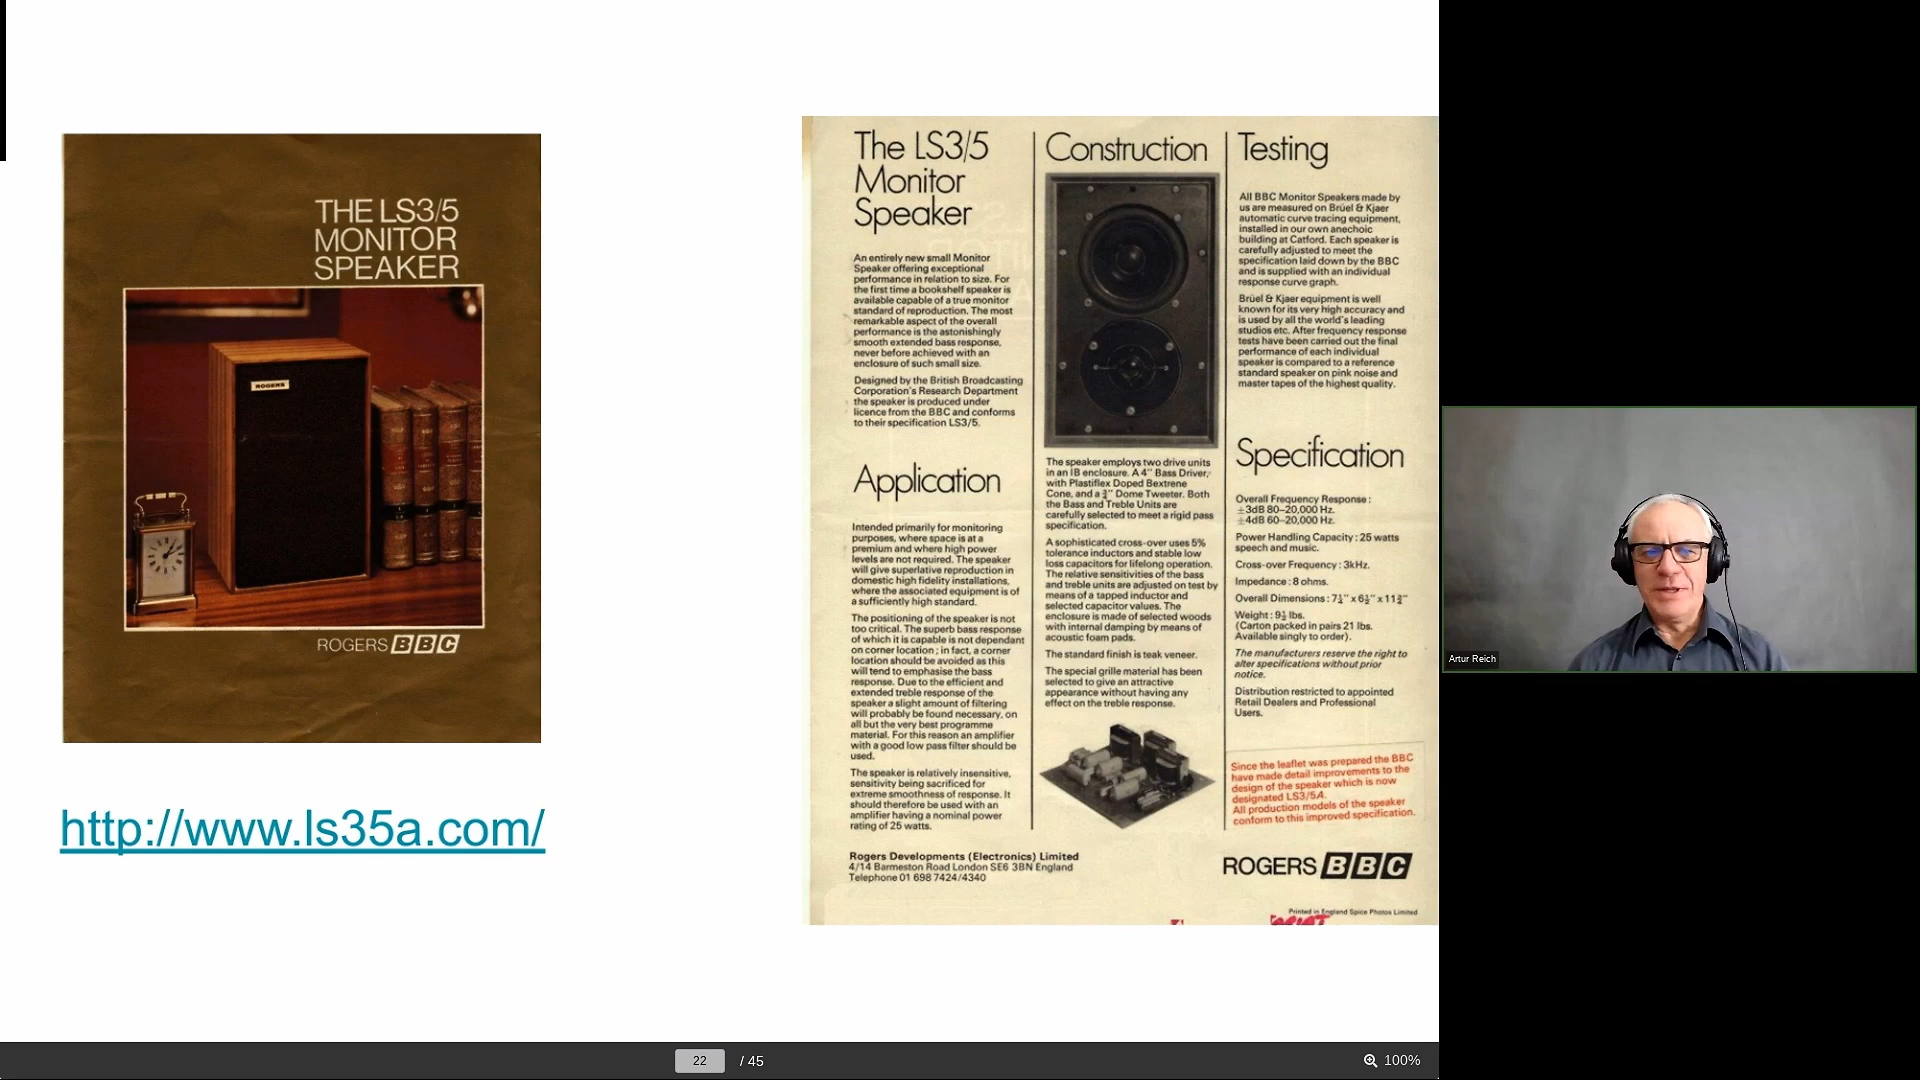 THE LS3/5
MONITOR
SPEAKER
ROGERS
ROGERS BBC
http://www.ls35a.com/
The LS3/5
Monitor
Speaker
An entirely new small Monitor
Speaker offering exceptional
performance in relation to size. For
the first time a bookshelf speaker is
available capable of a true monitor
standard of reproduction. The most
remarkable aspect of the overall
performance is the astonishingly
smooth extended bass response,
never before achieved with an
enclosure of such small size.
Designed by the British Broadcasting
Corporation's Research Department
the speaker is produced under
licence from the BBC and conforms
to their specification LS3/5.
Application
Intended primarily for monitoring
purposes, where space is at a
premium and where high power
levels are not required. The speaker
will give superlative reproduction in
domestic high fidelity installations,
where the associated equipment is of
a sufficiently high standard.
The positioning of the speaker is not
too critical. The superb bass response
of which it is capable is not dependant
on corner location; in fact, a corner
location should be avoided as this
will tend to emphasise the bass
response. Due to the efficient and
extended treble response of the
speaker a slight amount of filtering
will probably be found necessary, on
all but the very best programme
material. For this reason an amplifier
with a good low pass filter should be
used.
The speaker is relatively insensitive,
sensitivity being sacrificed for
extreme smoothness of response. It
should therefore be used with an
amplifier having a nominal power
rating of 25 watts.
Construction
The speaker employs two drive units
in an IB enclosure. A 4" Bass Driver,
with Plastiflex Doped Bextrene
Cone, and a ¾" Dome Tweeter. Both
the Bass and Treble Units are
carefully selected to meet a rigid pass
specification.
A sophisticated cross-over uses 5%
tolerance inductors and stable low
loss capacitors for lifelong operation.
The relative sensitivities of the bass
and treble units are adjusted on test by
means of a tapped inductor and
selected capacitor values. The
enclosure is made of selected woods
with internal damping by means of
acoustic foam pads.
The standard finish is teak veneer.
The special grille material has been
selected to give an attractive
appearance without having any
effect on the treble response.
Testing
All BBC Monitor Speakers made by
us are measured on Brüel & Kjaer
automatic curve tracing equipment,
installed in our own anechoic
building at Catford. Each speaker is
carefully adjusted to meet the
specification laid down by the BBC
and is supplied with an individual
response curve graph.
Brüel & Kjaer equipment is well
known for its very high accuracy and
is used by all the world's leading
studios etc. After frequency response
tests have been carried out the final
performance of each individual
speaker is compared to a reference
standard speaker on pink noise and
master tapes of the highest quality.
Specification
Overall Frequency Response:
±3dB 80–20,000 Hz.
±4dB 60–20,000 Hz.
Power Handling Capacity: 25 watts
speech and music.
Cross-over Frequency: 3kHz.
Impedance: 8 ohms.
Overall Dimensions: x 6½" x
Weight: 9½ lbs.
(Carton packed in pairs 21 lbs.
Available singly to order).
The manufacturers reserve the right to
alter specifications without prior
notice.
Distribution restricted to appointed
Retail Dealers and Professional
Users.
Since the leaflet was prepared the BBC
have made detail improvements to the
design of the speaker which is now
designated LS3/5A.
All production models of the speaker
conform to this improved specification.
Rogers Developments (Electronics) Limited
4/14 Barmeston Road London SE6 3BN England
Telephone 01 698 7424/4340
ROGERS BBC
Printed in England Spice Photos Limited
Artur Reich
22 / 45
100%